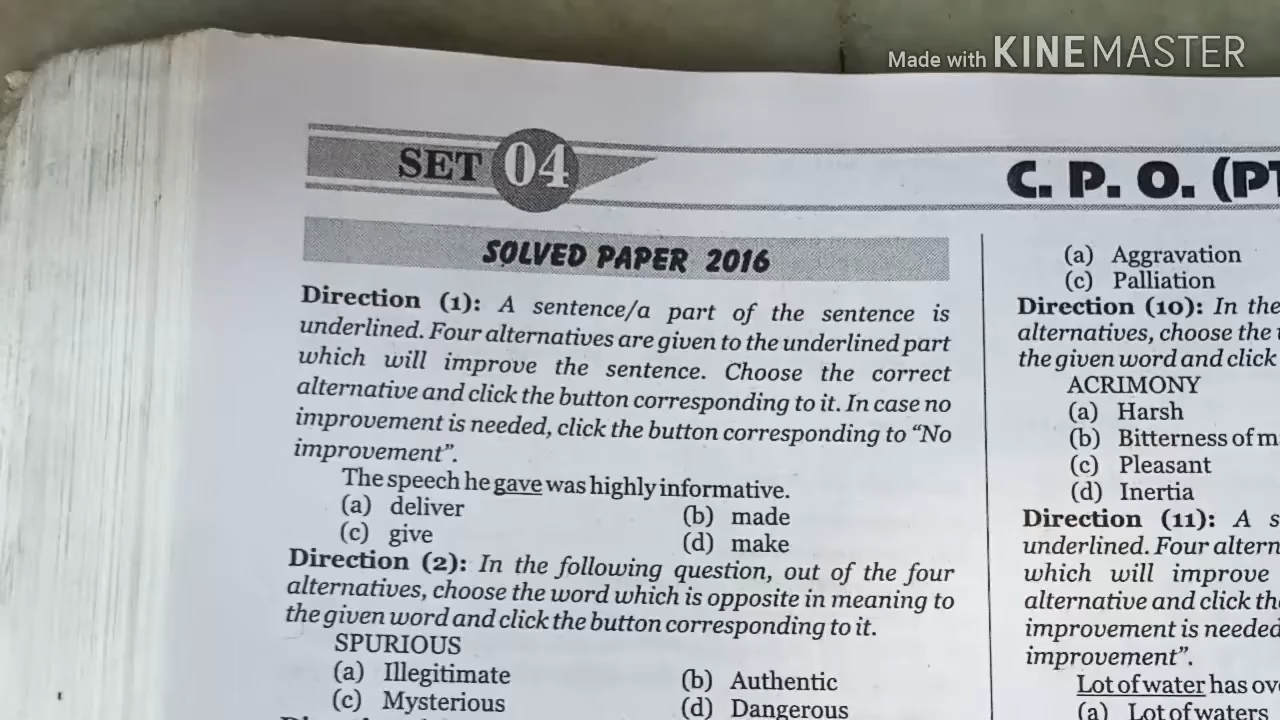 Made with KINEMASTER
SET 04
C. P. O. (PT
SOLVED PAPER 2016
Direction (1): A sentence/a part of the sentence is
underlined. Four alternatives are given to the underlined part
which will improve the sentence. Choose the correct
alternative and click the button corresponding to it. In case no
improvement is needed, click the button corresponding to “No
improvement”.
The speech he gave was highly informative.
(a) deliver (b) made
(c) give (d) make
Direction (2): In the following question, out of the four
alternatives, choose the word which is opposite in meaning to
the given word and click the button corresponding to it.
SPURIOUS
(a) Illegitimate (b) Authentic
(c) Mysterious (d) Dangerous
(a) Aggravation
(c) Palliation
Direction (10): In the
alternatives, choose the
the given word and click
ACRIMONY
(a) Harsh
(b) Bitterness of m
(c) Pleasant
(d) Inertia
Direction (11): A s
underlined. Four altern
which will improve
alternative and click the
improvement is needed
improvement”.
Lot of water has ov
(a) Lot of waters